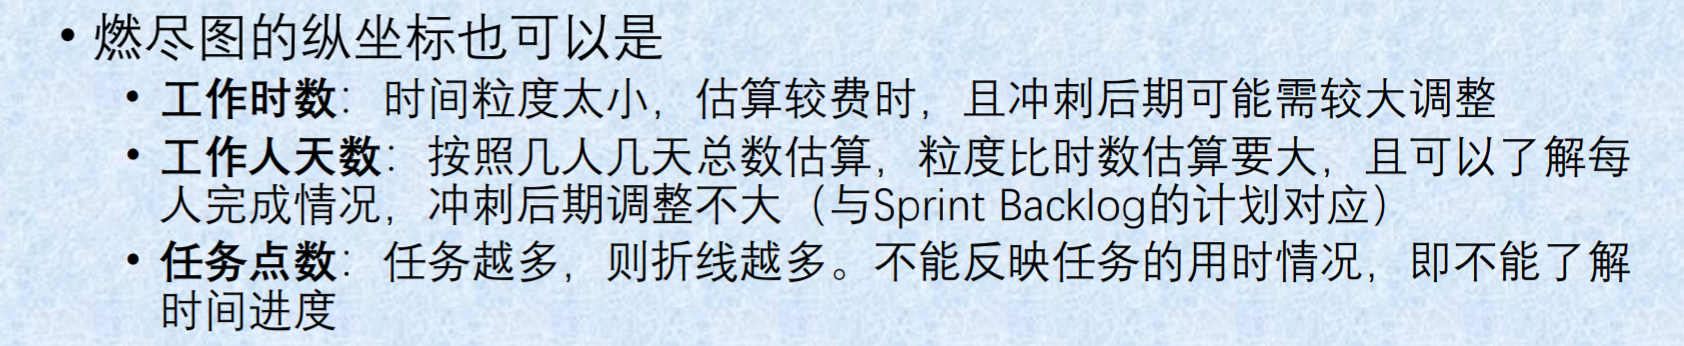 • 燃尽图的纵坐标也可以是
• 工作时数：时间粒度太小，估算较费时，且冲刺后期可能需较大调整
• 工作人天数：按照几人几天总数估算，粒度比时数估算要大，且可以了解每
人完成情况，冲刺后期调整不大（与Sprint Backlog的计划对应）
• 任务点数：任务越多，则折线越多。不能反映任务的用时情况，即不能了解
时间进度